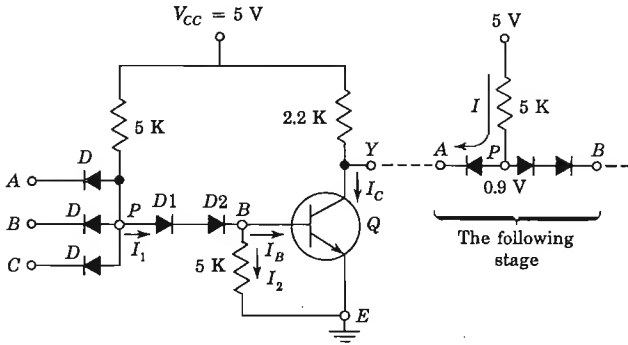 V_CC = 5 V
5 V
5 K
2.2 K
I
5 K
D
A
Y
A
P
B
I_C
0.9 V
D
P
D1
D2
B
B
Q
I_1
I_B
The following
stage
D
C
5 K
I_2
E